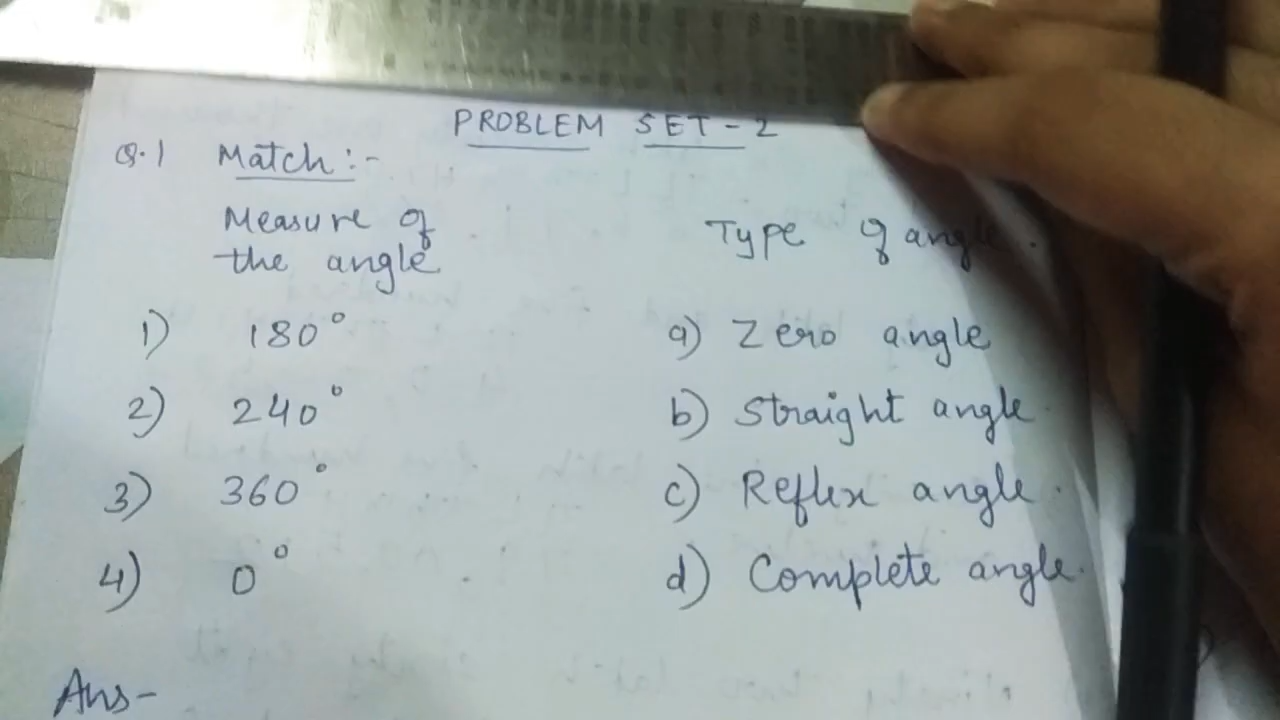 PROBLEM SET - 2
Q.1 Match :-
Measure of the angle Type of angle.
1) 180° a) Zero angle
2) 240° b) Straight angle.
3) 360° c) Reflex angle.
4) 0° d) Complete angle.
Ans-